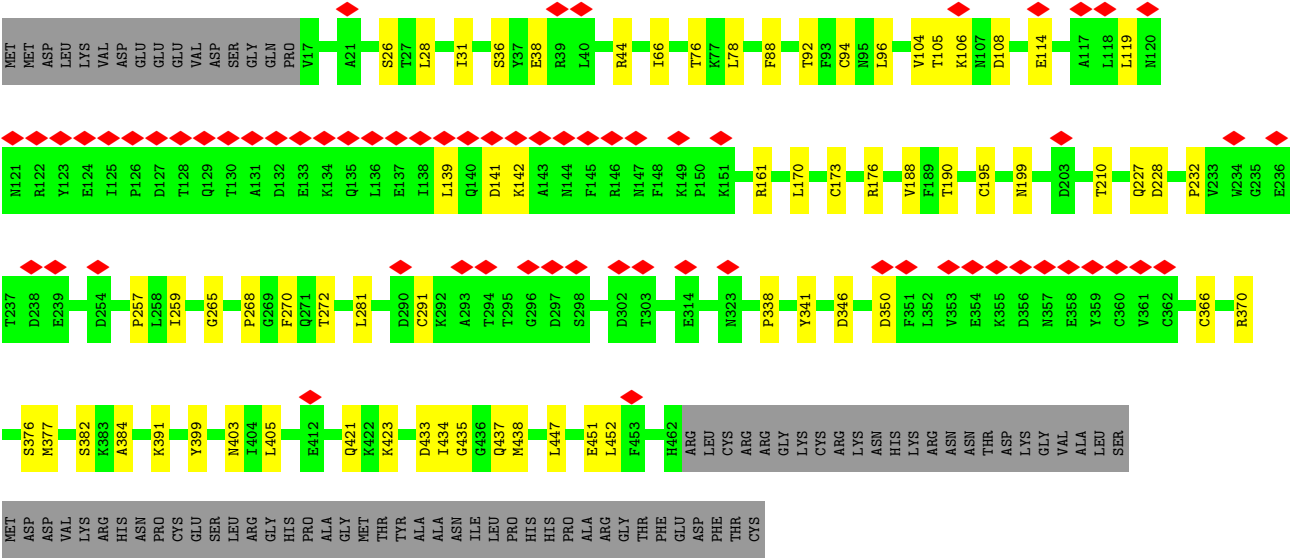 MET MET ASP LEU LYS VAL ASP GLU GLU GLU VAL ASP SER GLY GLN PRO V17 A21 S26 T27 L28 I31 S36 Y37 E38 R39 L40 R44 I66 T76 K77 L78 F88 T92 F93 C94 N95 L96 V104 T105 K106 N107 D108 E114 A117 L118 L119 N120
N121 R122 Y123 E124 I125 P126 D127 T128 Q129 T130 A131 D132 E133 K134 Q135 L136 E137 I138 L139 Q140 D141 K142 A143 N144 F145 R146 N147 F148 K149 P150 K151 R161 L170 C173 R176 V188 F189 T190 C195 N199 D203 T210 Q227 D228 P232 V233 W234 G235 E236
T237 D238 E239 D254 P257 L258 I259 G265 P268 G269 F270 Q271 T272 L281 D290 C291 K292 A293 T294 T295 G296 D297 S298 D302 T303 E314 N323 P338 Y341 D346 D350 F351 L352 V353 E354 K355 D356 N357 E358 Y359 C360 V361 C362 C366 R370
S376 M377 S382 K383 A384 K391 Y399 N403 I404 L405 E412 Q421 K422 K423 D433 I434 G435 G436 Q437 M438 L447 E451 L452 F453 H462 ARG LEU CYS ARG ARG GLY LYS CYS ARG LYS ASN HIS LYS ARG ASN ASN THR ASP LYS GLY VAL ALA LEU SER
MET ASP ASP VAL LYS ARG HIS ASN PRO CYS GLU SER LEU ARG GLY HIS PRO ALA GLY MET THR TYR ALA ALA ASN ILE LEU PRO HIS HIS PRO ALA ARG GLY THR PHE GLU ASP PHE THR CYS